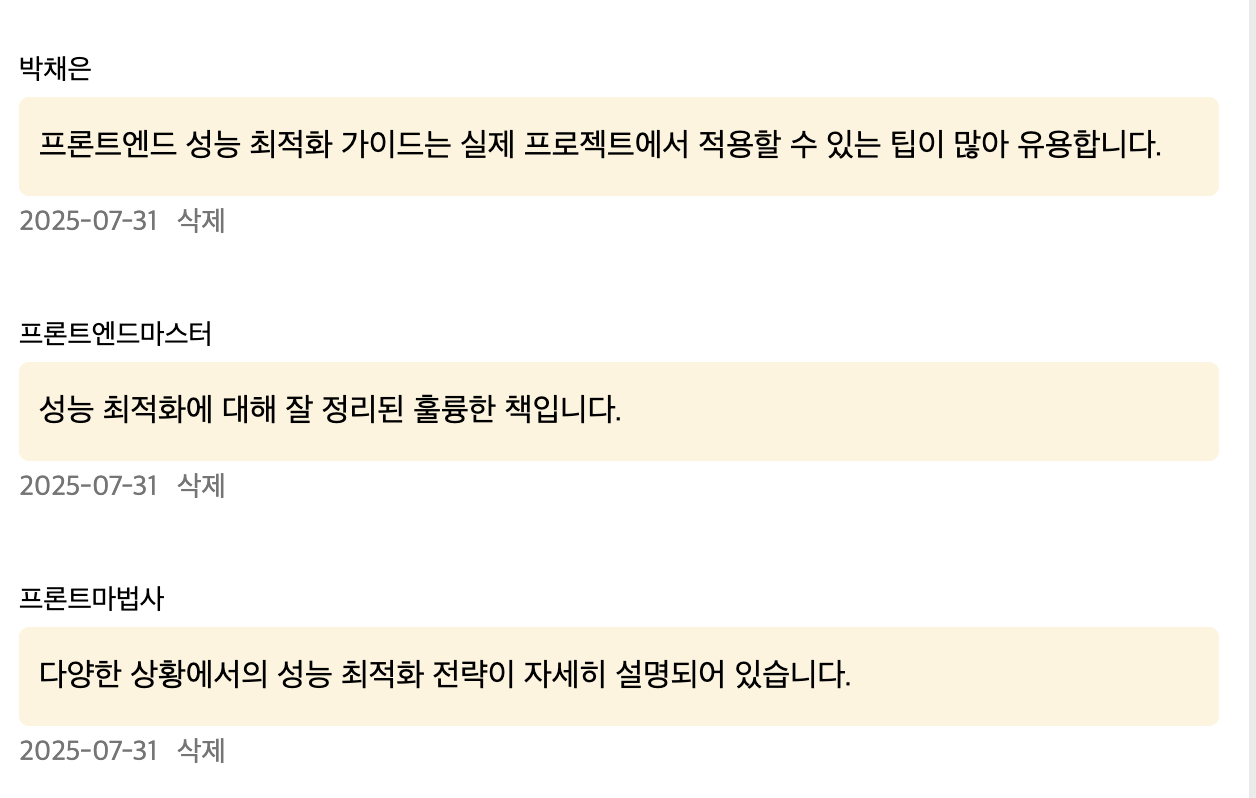 박채은
프론트엔드 성능 최적화 가이드는 실제 프로젝트에서 적용할 수 있는 팁이 많아 유용합니다.
2025-07-31 삭제
프론트엔드마스터
성능 최적화에 대해 잘 정리된 훌륭한 책입니다.
2025-07-31 삭제
프론트마법사
다양한 상황에서의 성능 최적화 전략이 자세히 설명되어 있습니다.
2025-07-31 삭제